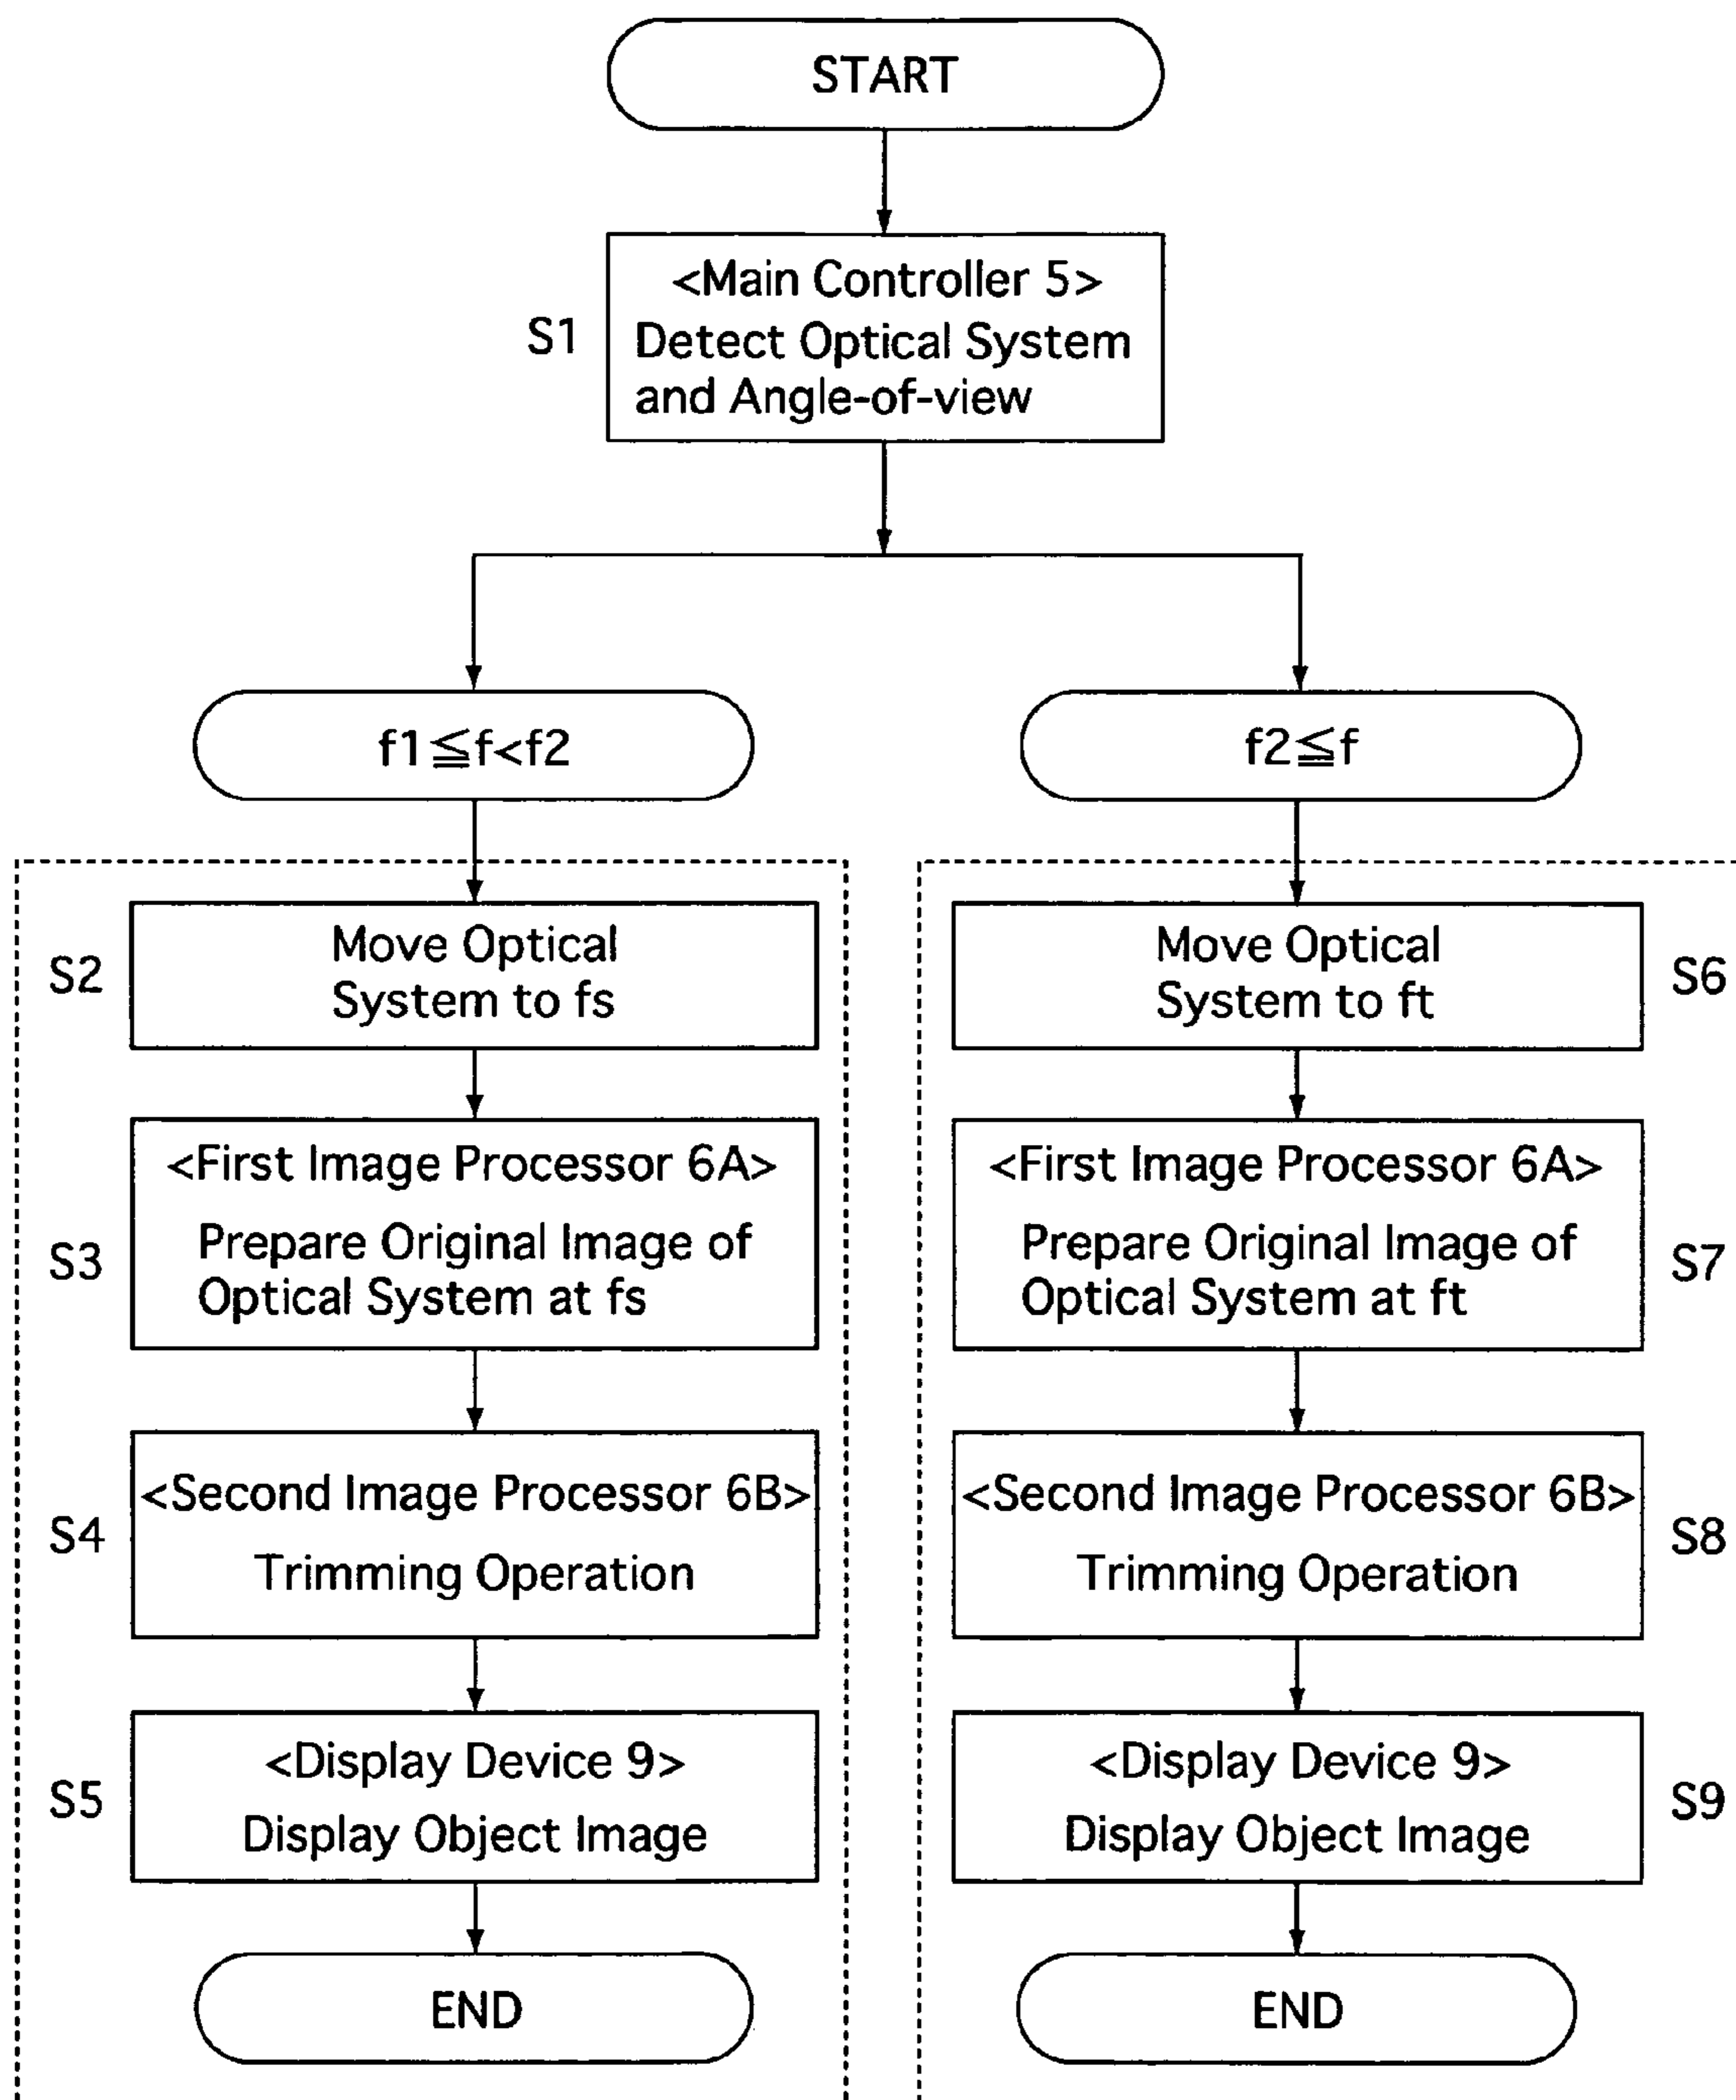 START
<Main Controller 5>
S1
Detect Optical System
and Angle-of-view
f1≦f<f2
f2≦f
S2
Move Optical
System to fs
Move Optical
System to ft
S6
<First Image Processor 6A>
S3
Prepare Original Image of
Optical System at fs
<First Image Processor 6A>
Prepare Original Image of
Optical System at ft
S7
<Second Image Processor 6B>
S4
Trimming Operation
<Second Image Processor 6B>
Trimming Operation
S8
<Display Device 9>
S5
Display Object Image
<Display Device 9>
Display Object Image
S9
END
END